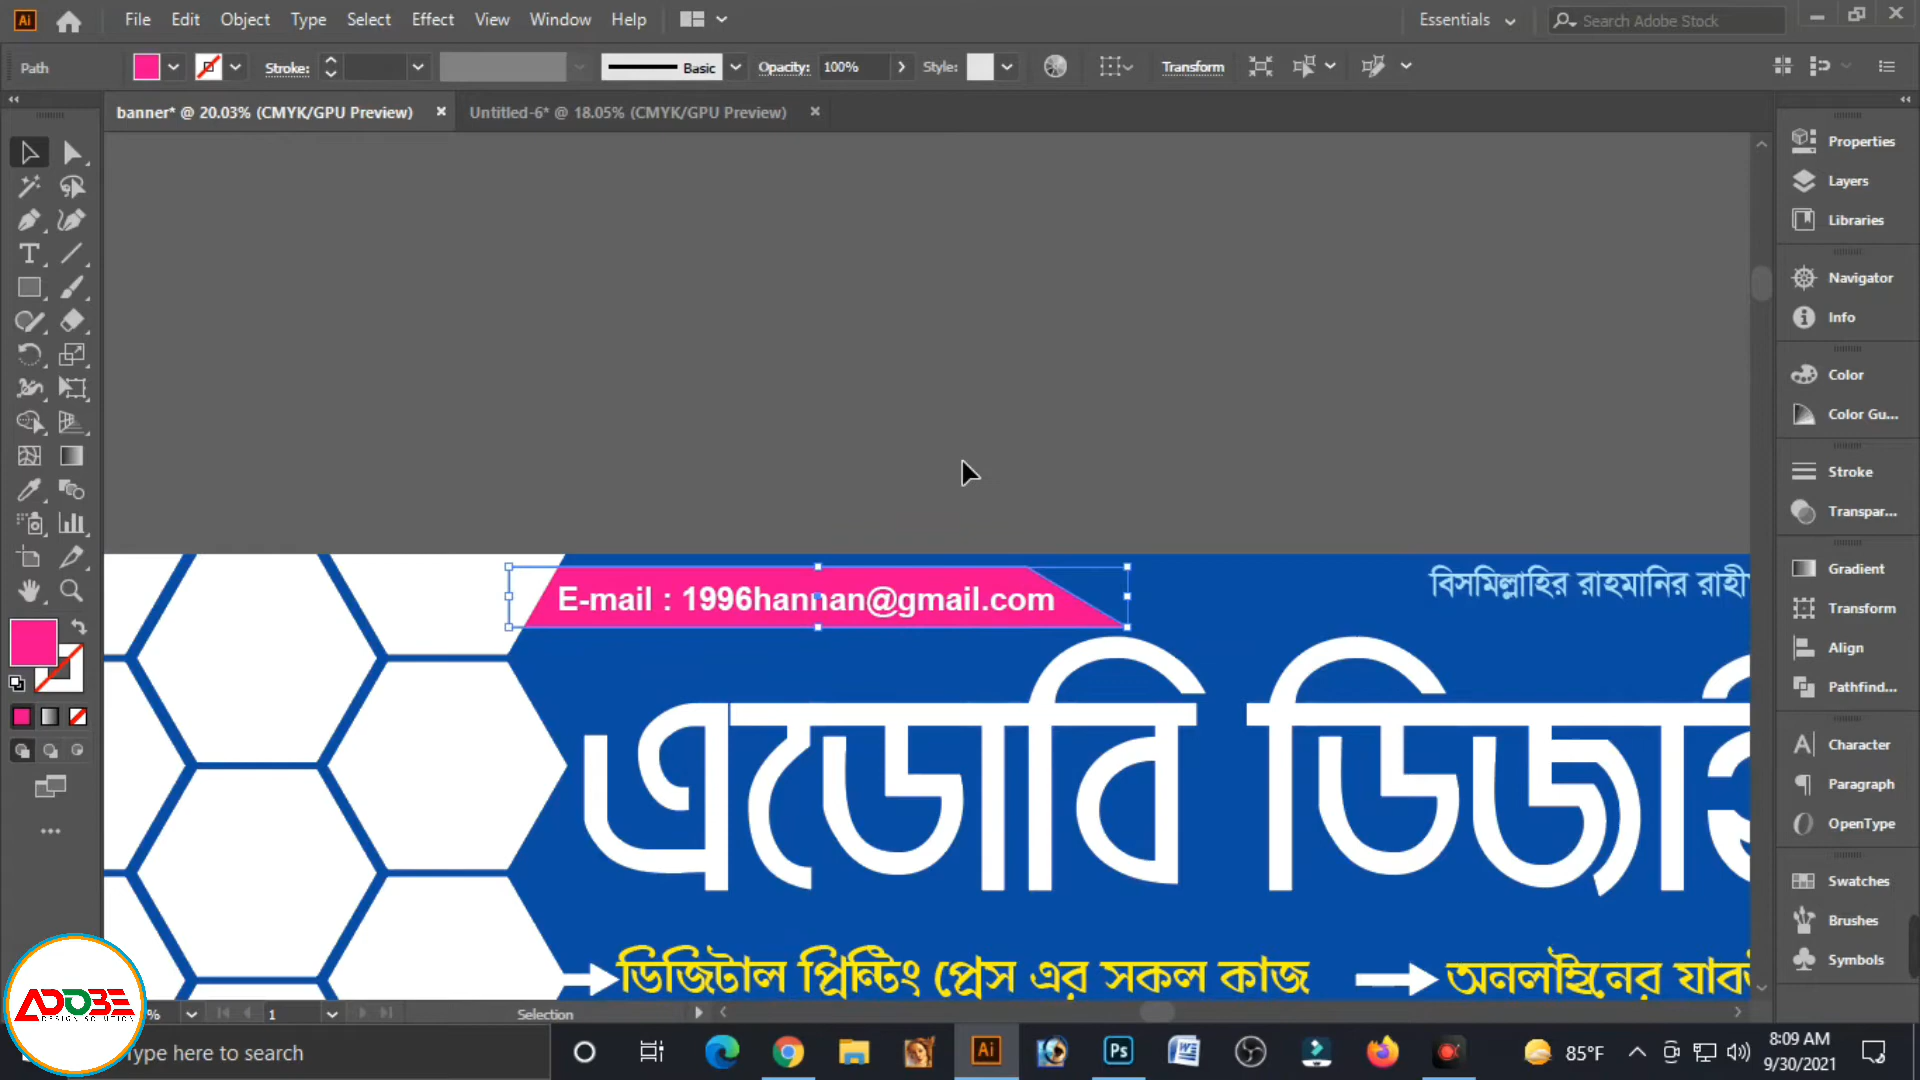 File Edit Object Type Select Effect View Window Help
Essentials
Search Adobe Stock
Path
Stroke:
Basic
Opacity: 100%
Style:
Transform
banner* @ 20.03% (CMYK/GPU Preview)
Untitled-6* @ 18.05% (CMYK/GPU Preview)
Properties
Layers
Libraries
Navigator
Info
Color
Color Gu...
Stroke
Transpar...
Gradient
Transform
Align
Pathfind...
Character
Paragraph
OpenType
Swatches
Brushes
Symbols
E-mail : 1996hannan@gmail.com
বিসমিল্লাহির রাহমানির রাহী
এডোবি ডিজা
ডিজিটাল প্রিন্টিং প্রেস এর সকল কাজ
অনলাইনের যাব
ADOBE
DESIGN SOLUTION
%
1
Selection
Type here to search
85°F
8:09 AM
9/30/2021